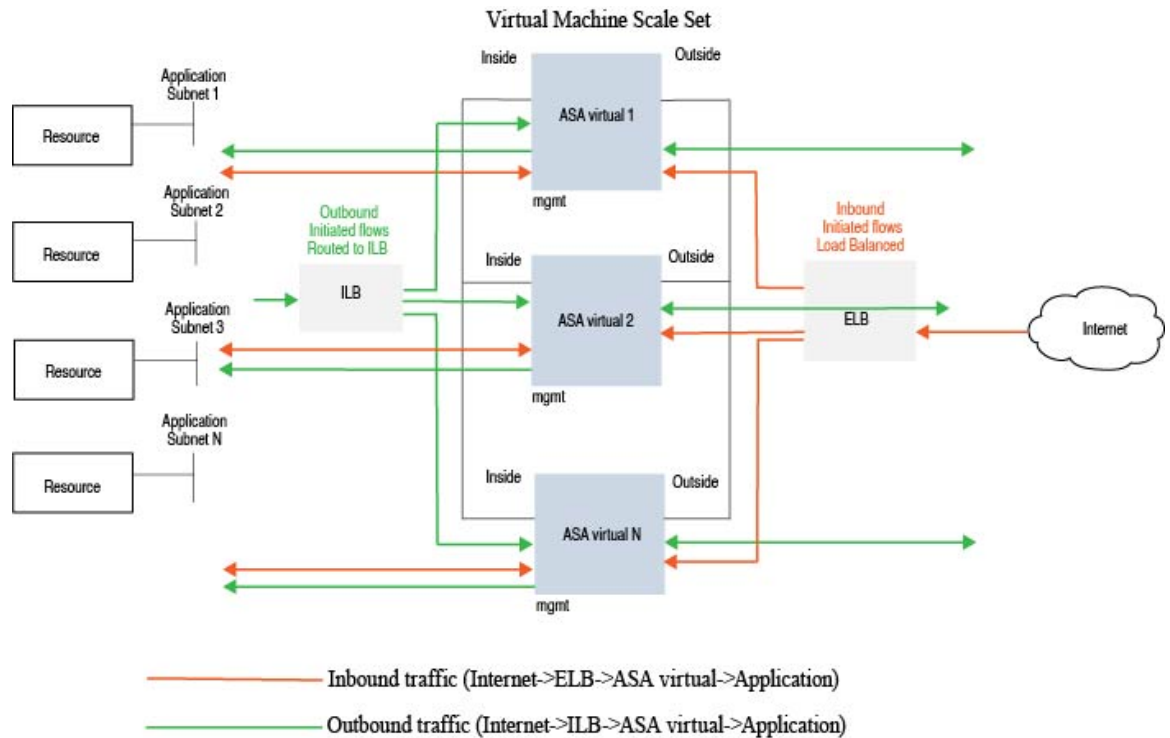 Virtual Machine Scale Set
Inside
Outside
Application
Subnet 1
Resource
ASA virtual 1
mgmt
Application
Subnet 2
Resource
Outbound
Initiated flows
Routed to ILB
ILB
Inbound
Initiated flows
Load Balanced
ELB
Internet
Inside
Outside
ASA virtual 2
mgmt
Application
Subnet 3
Resource
Application
Subnet N
Resource
Inside
Outside
ASA virtual N
mgmt
Inbound traffic (Internet->ELB->ASA virtual->Application)
Outbound traffic (Internet->ILB->ASA virtual->Application)